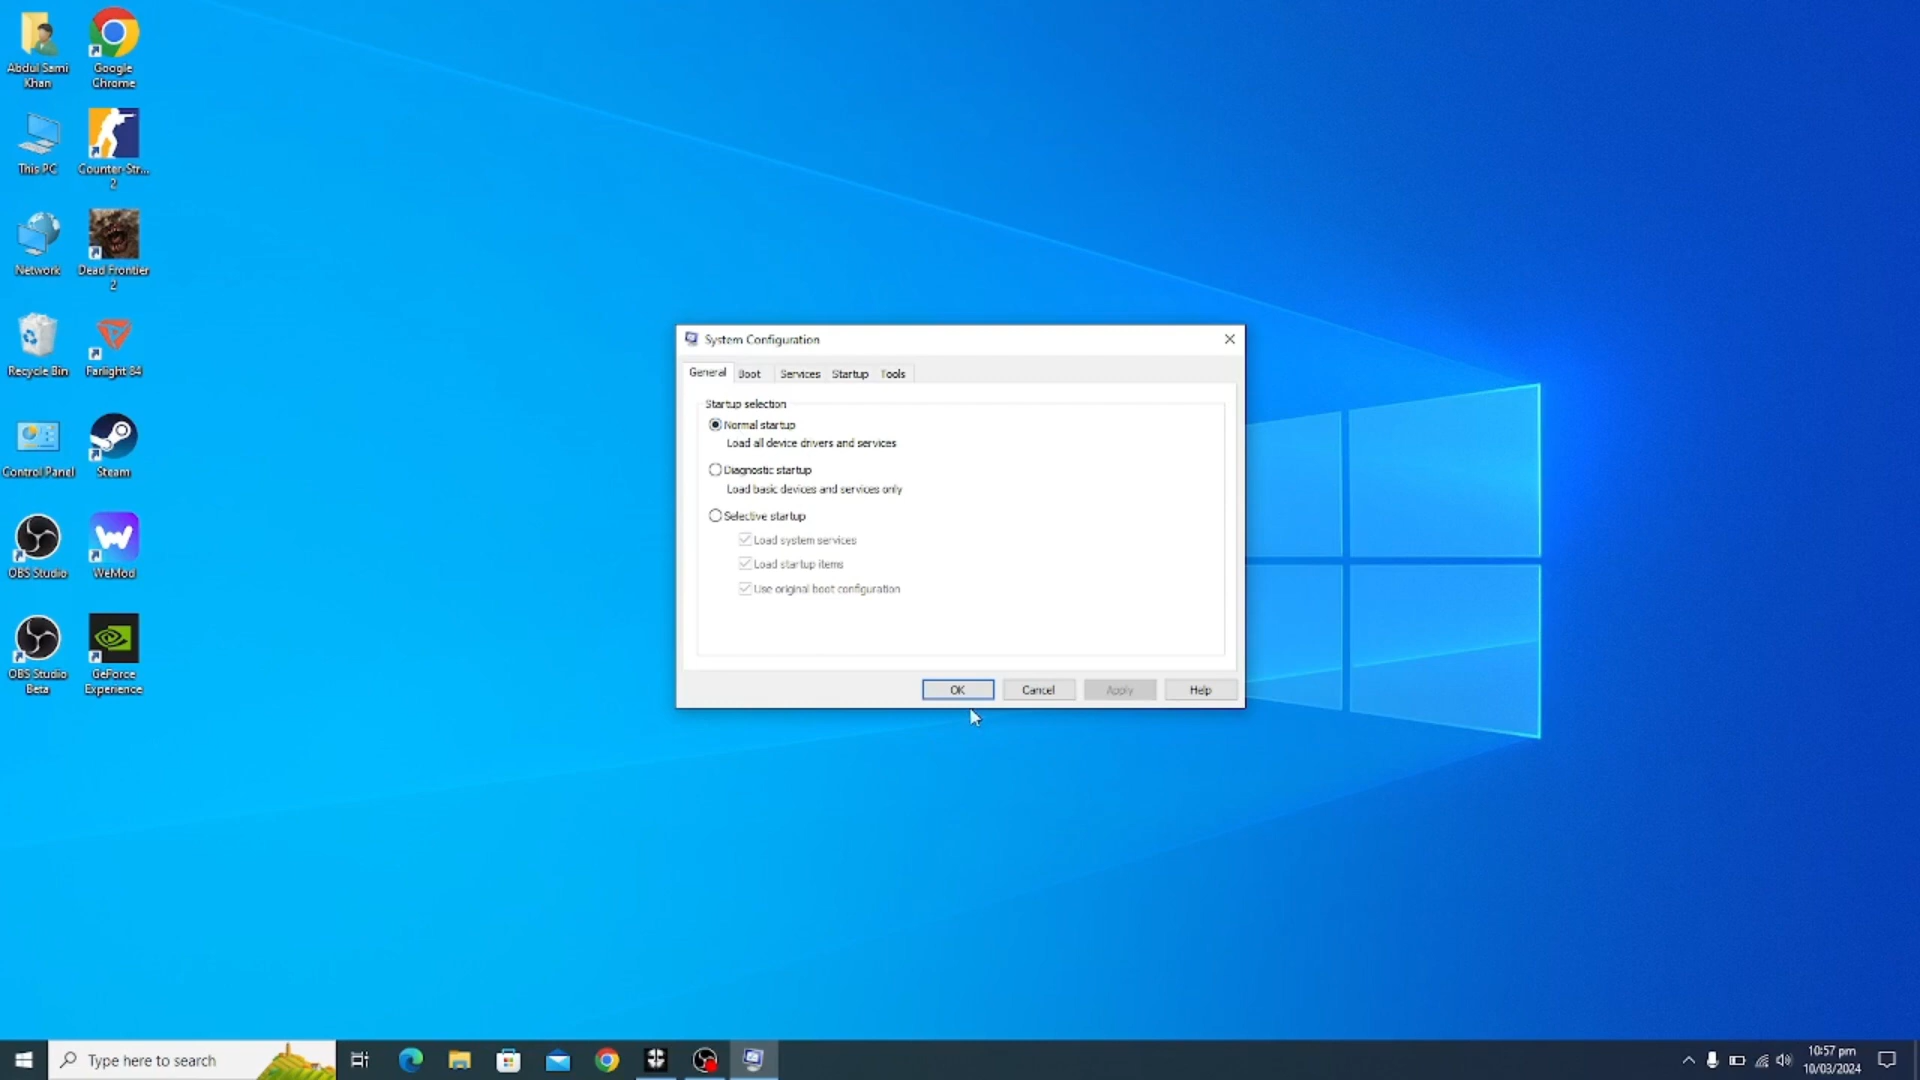 Abdul Sami
Khan
Google
Chrome
This PC
Counter-Str...
2
Network
Dead Frontier
2
Recycle Bin
Farlight 84
Control Panel
Steam
OBS Studio
WeMod
OBS Studio
Beta
GeForce
Experience
System Configuration
General Boot Services Startup Tools
Startup selection
Normal startup
Load all device drivers and services
Diagnostic startup
Load basic devices and services only
Selective startup
Load system services
Load startup items
Use original boot configuration
OK Cancel Apply Help
Type here to search
10:57 pm
10/03/2024